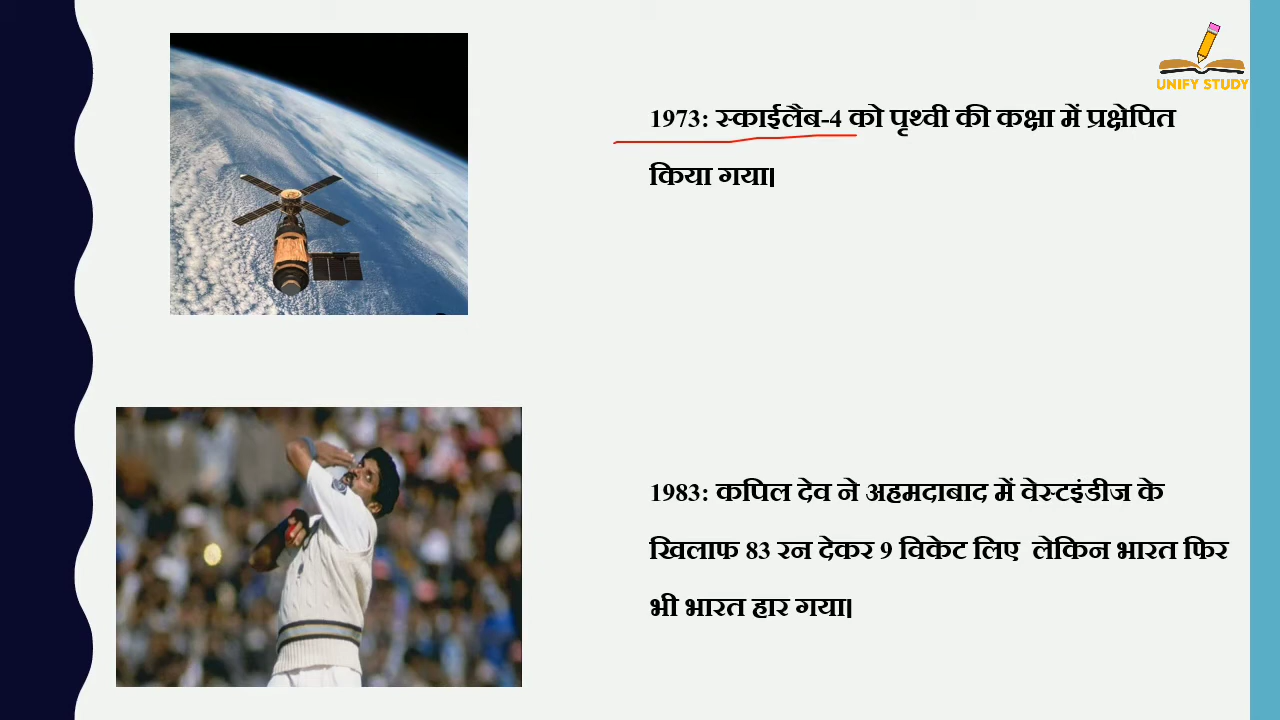 UNIFY STUDY
1973: स्काईलैब-4 को पृथ्वी की कक्षा में प्रक्षेपित
किया गया।
1983: कपिल देव ने अहमदाबाद में वेस्टइंडीज के
खिलाफ 83 रन देकर 9 विकेट लिए लेकिन भारत फिर
भी भारत हार गया।